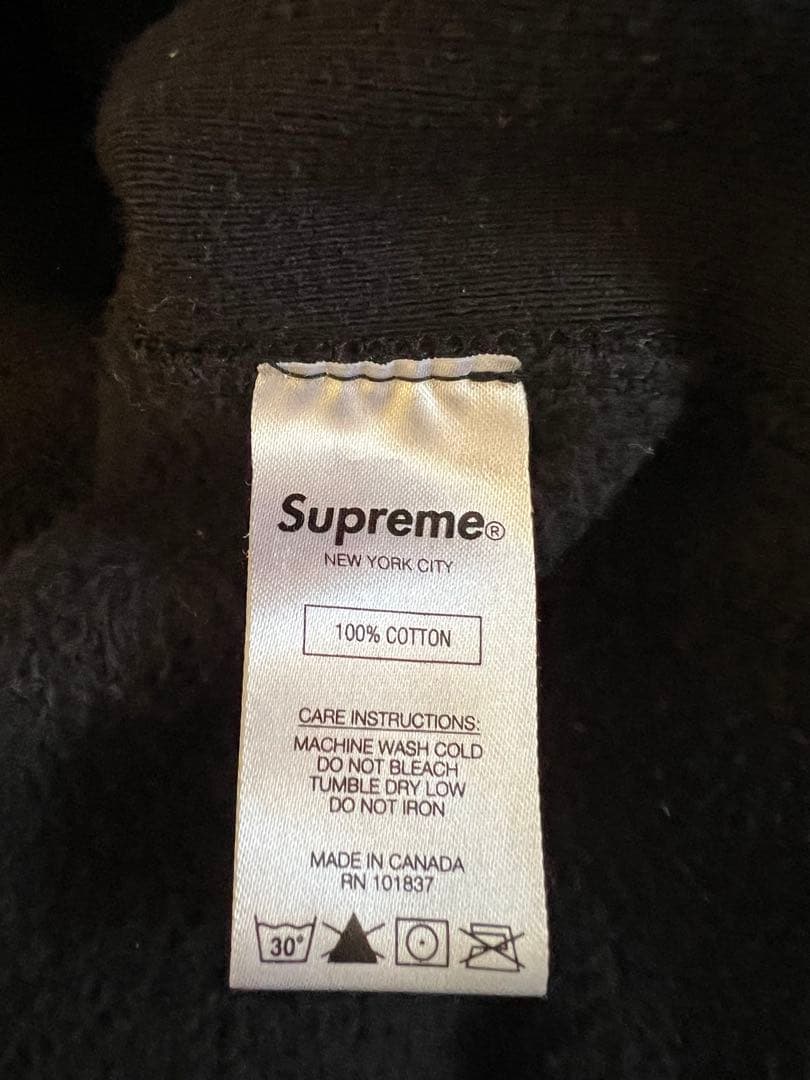 Supreme®
NEW YORK CITY
100% COTTON
CARE INSTRUCTIONS:
MACHINE WASH COLD
DO NOT BLEACH
TUMBLE DRY LOW
DO NOT IRON
MADE IN CANADA
RN 101837
30°